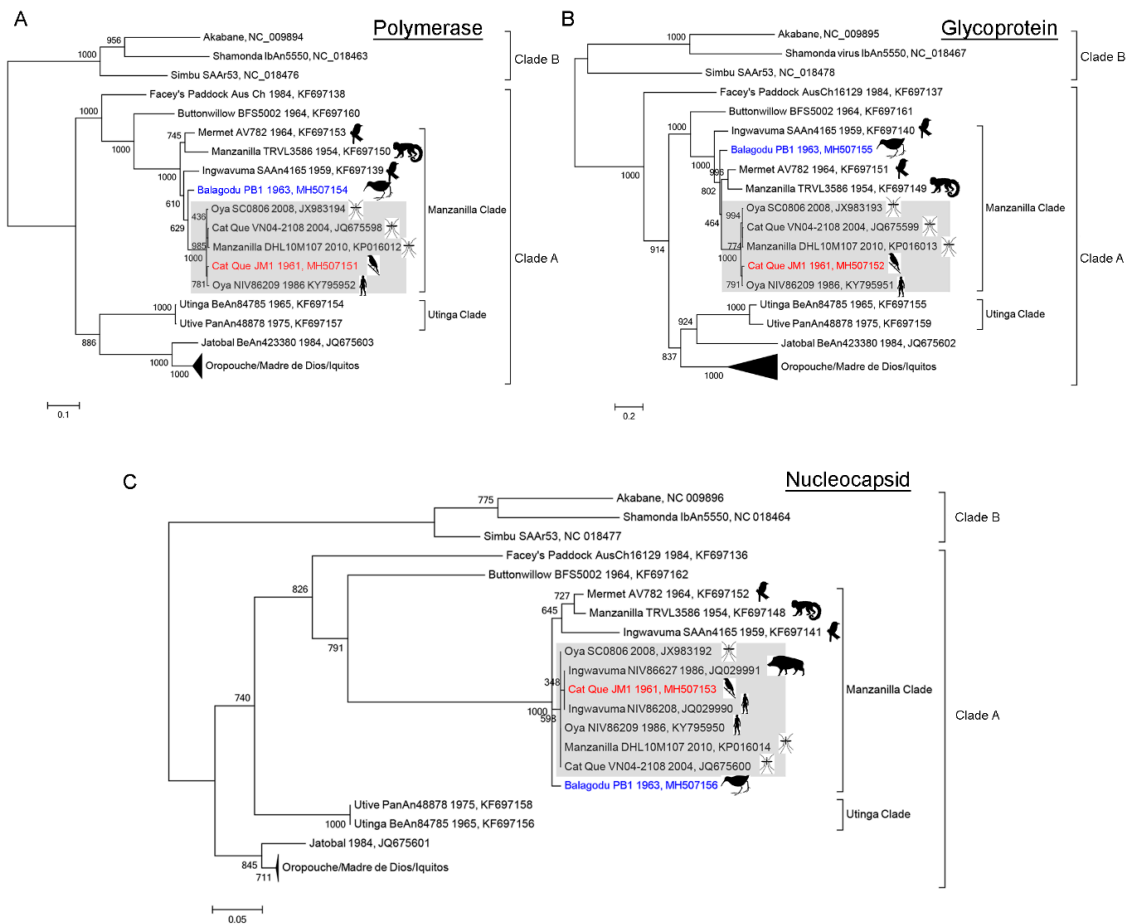 A
Polymerase
956
Akabane, NC_009894
1000
Shamonda IbAn5550, NC_018463
Simbu SAAr53, NC_018476
Clade B
Facey's Paddock Aus Ch 1984, KF697138
1000
Buttonwillow BFS5002 1964, KF697160
745
Mermet AV782 1964, KF697153
1000
Manzanilla TRVL3586 1954, KF697150
Ingwavuma SAAn4165 1959, KF697139
610
Balagodu PB1 1963, MH507154
629
436
Oya SC0806 2008, JX983194
Cat Que VN04-2108 2004, JQ675598
985
Manzanilla DHL10M107 2010, KP016012
1000
Cat Que JM1 1961, MH507151
781
Oya NIV86209 1986 KY795952
Manzanilla Clade
Clade A
1000
Utinga BeAn84785 1965, KF697154
Utive PanAn48878 1975, KF697157
Utinga Clade
886
Jatobal BeAn423380 1984, JQ675603
1000
Oropouche/Madre de Dios/Iquitos
0.1
B
Glycoprotein
Akabane, NC_009895
1000
Shamonda virus IbAn5550, NC_018467
Simbu SAAr53, NC_018478
Clade B
Facey's Paddock AusCh16129 1984, KF697137
1000
Buttonwillow BFS5002 1964, KF697161
1000
Ingwavuma SAAn4165 1959, KF697140
Balagodu PB1 1963, MH507155
996
Mermet AV782 1964, KF697151
802
Manzanilla TRVL3586 1954, KF697149
464
994
Oya SC0806 2008, JX983193
914
Cat Que VN04-2108 2004, JQ675599
774
Manzanilla DHL10M107 2010, KP016013
1000
Cat Que JM1 1961, MH507152
791
Oya NIV86209 1986, KY795951
Manzanilla Clade
Clade A
1000
Utinga BeAn84785 1965, KF697155
924
Utive PanAn48878 1975, KF697159
Utinga Clade
837
Jatobal BeAn423380 1984, JQ675602
1000
Oropouche/Madre de Dios/Iquitos
0.2
C
Nucleocapsid
775
Akabane, NC 009896
Shamonda IbAn5550, NC 018464
Simbu SAAr53, NC 018477
Clade B
826
Facey's Paddock AusCh16129 1984, KF697136
Buttonwillow BFS5002 1964, KF697162
727
Mermet AV782 1964, KF697152
645
Manzanilla TRVL3586 1954, KF697148
Ingwavuma SAAn4165 1959, KF697141
791
Oya SC0806 2008, JX983192
Ingwavuma NIV86627 1986, JQ029991
348
Cat Que JM1 1961, MH507153
1000
Ingwavuma NIV86208, JQ029990
598
Oya NIV86209 1986, KY795950
740
Manzanilla DHL10M107 2010, KP016014
Cat Que VN04-2108 2004, JQ675600
Balagodu PB1 1963, MH507156
Manzanilla Clade
Clade A
Utive PanAn48878 1975, KF697158
1000
Utinga BeAn84785 1965, KF697156
Utinga Clade
Jatobal 1984, JQ675601
845
Oropouche/Madre de Dios/Iquitos
711
0.05